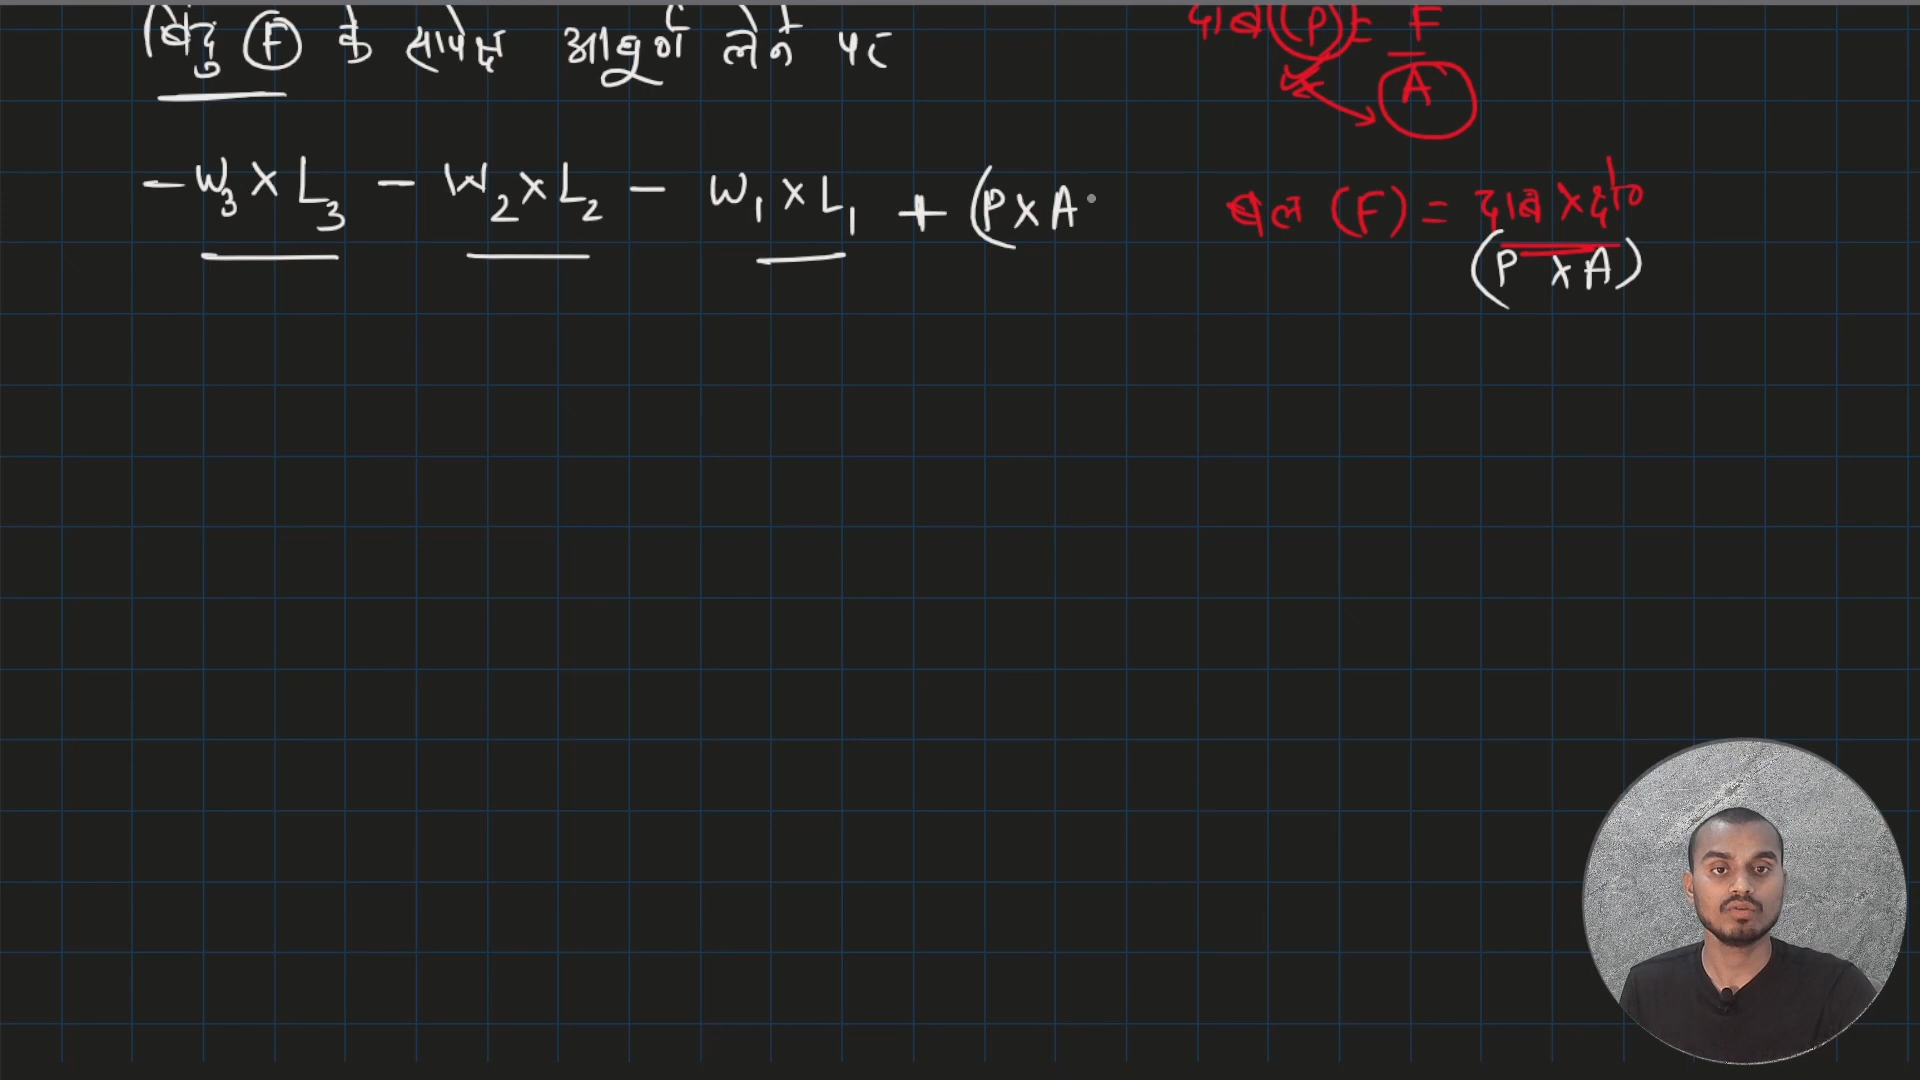 बिंदु (F) के सापेक्ष आघूर्ण लेने पर
- W₃ × L₃ - W₂ × L₂ - W₁ × L₁ + (P × A
दाब (P) = F / A
बल (F) = दाब × क्षे०
(P × A)